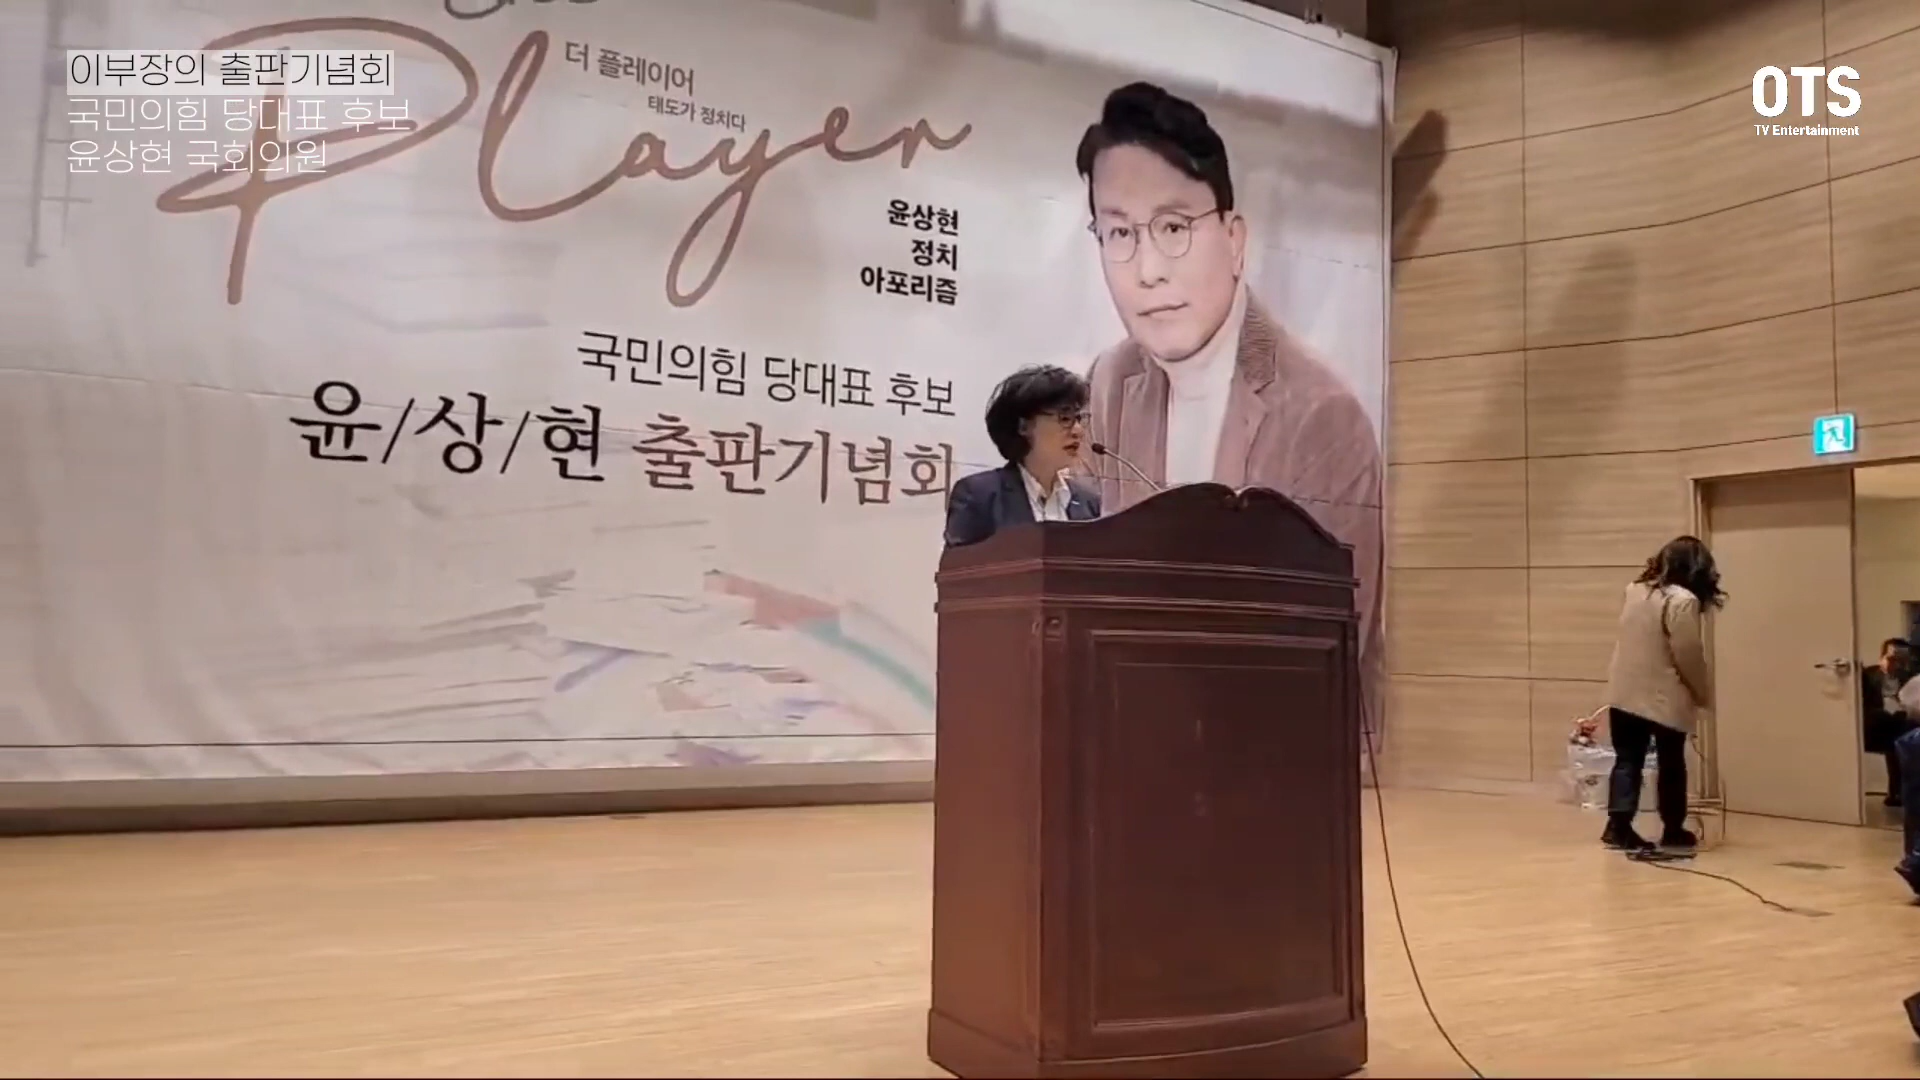 이부장의 출판기념회
국민의힘 당대표 후보
윤상현 국회의원
OTS
TV Entertainment
더 플레이어
태도가 정치다
Player
윤상현
정치
아포리즘
국민의힘 당대표 후보
윤/상/현 출판기념회